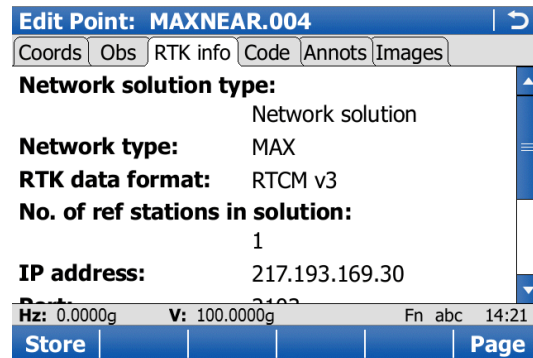 Edit Point: MAXNEAR.004
Coords Obs RTK info Code Annots Images
Network solution type:
Network solution
Network type: MAX
RTK data format: RTCM v3
No. of ref stations in solution:
1
IP address: 217.193.169.30
Hz: 0.0000g V: 100.0000g Fn abc 14:21
Store Page